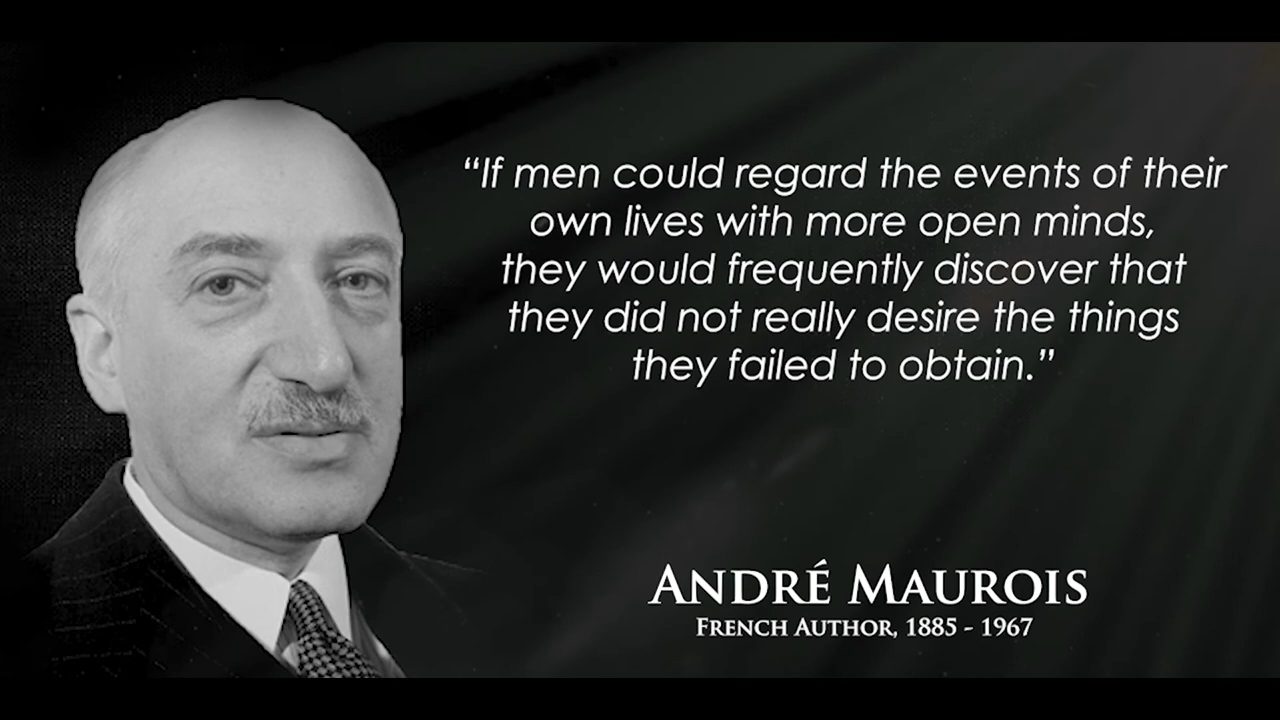 “If men could regard the events of their
own lives with more open minds,
they would frequently discover that
they did not really desire the things
they failed to obtain.”
ANDRÉ MAUROIS
FRENCH AUTHOR, 1885 - 1967